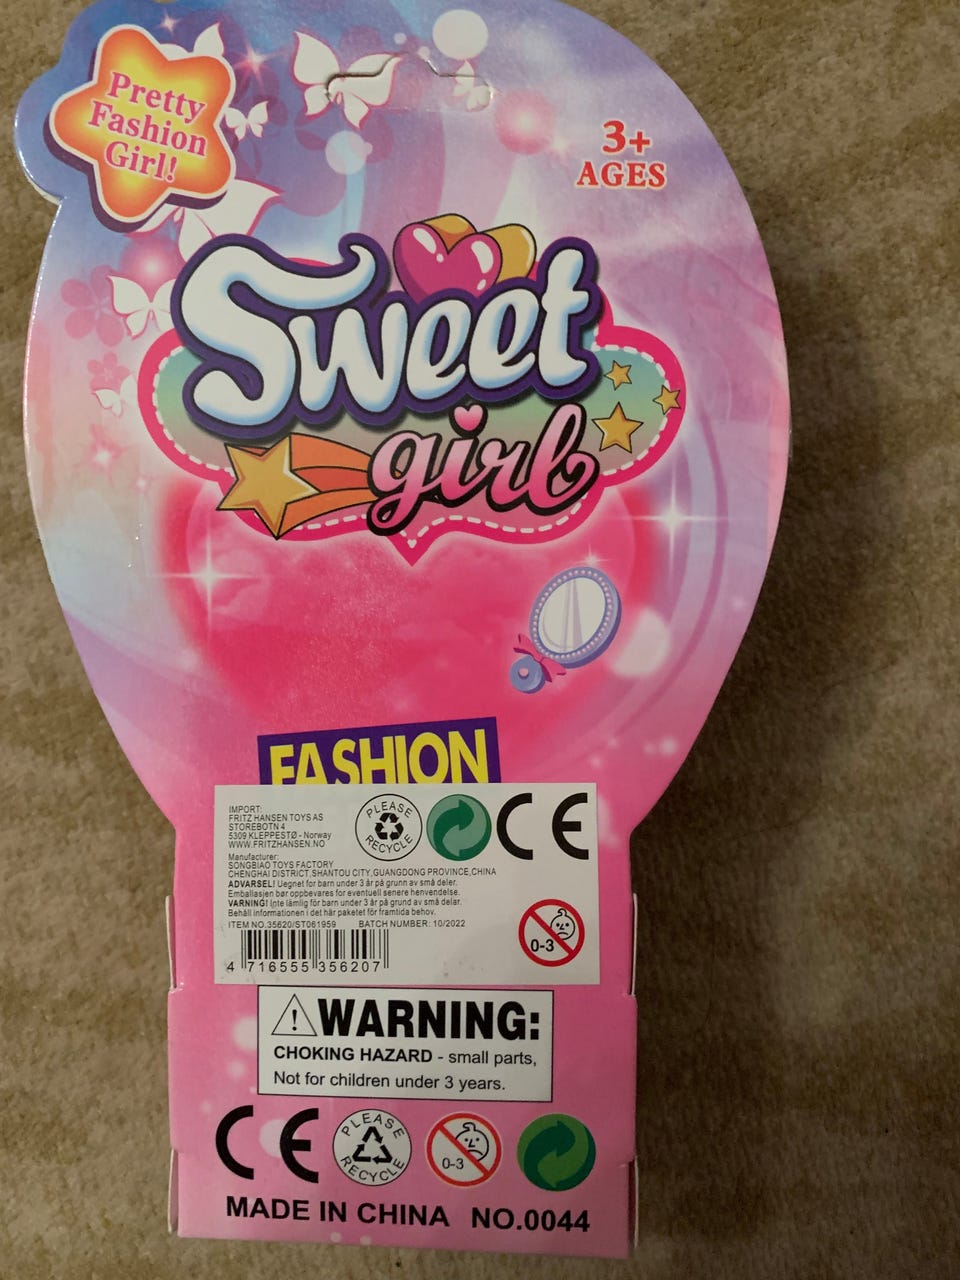 Pretty
Fashion
Girl!
3+
AGES
Sweet
girl
FASHION
IMPORT:
FRITZ HANSEN TOYS AS
STOREBOTN 4
5309 KLEPPESTØ - Norway
WWW.FRITZHANSEN.NO
Manufacturer:
SONGBIAO TOYS FACTORY
CHENGHAI DISTRICT,SHANTOU CITY,GUANGDONG PROVINCE,CHINA
ADVARSEL! Uegnet for barn under 3 år på grunn av små deler.
Emballasjen bør oppbevares for eventuell senere henvendelse.
VARNING! Inte lämlig för barn under 3 år på grund av små delar.
Behåll informationen i det här paketet för framtida behov.
ITEM NO.35620/ST061959 BATCH NUMBER: 10/2022
4 716555 356207
PLEASE
RECYCLE
CE
0-3
WARNING:
CHOKING HAZARD - small parts,
Not for children under 3 years.
CE
PLEASE
RECYCLE
0-3
MADE IN CHINA NO.0044